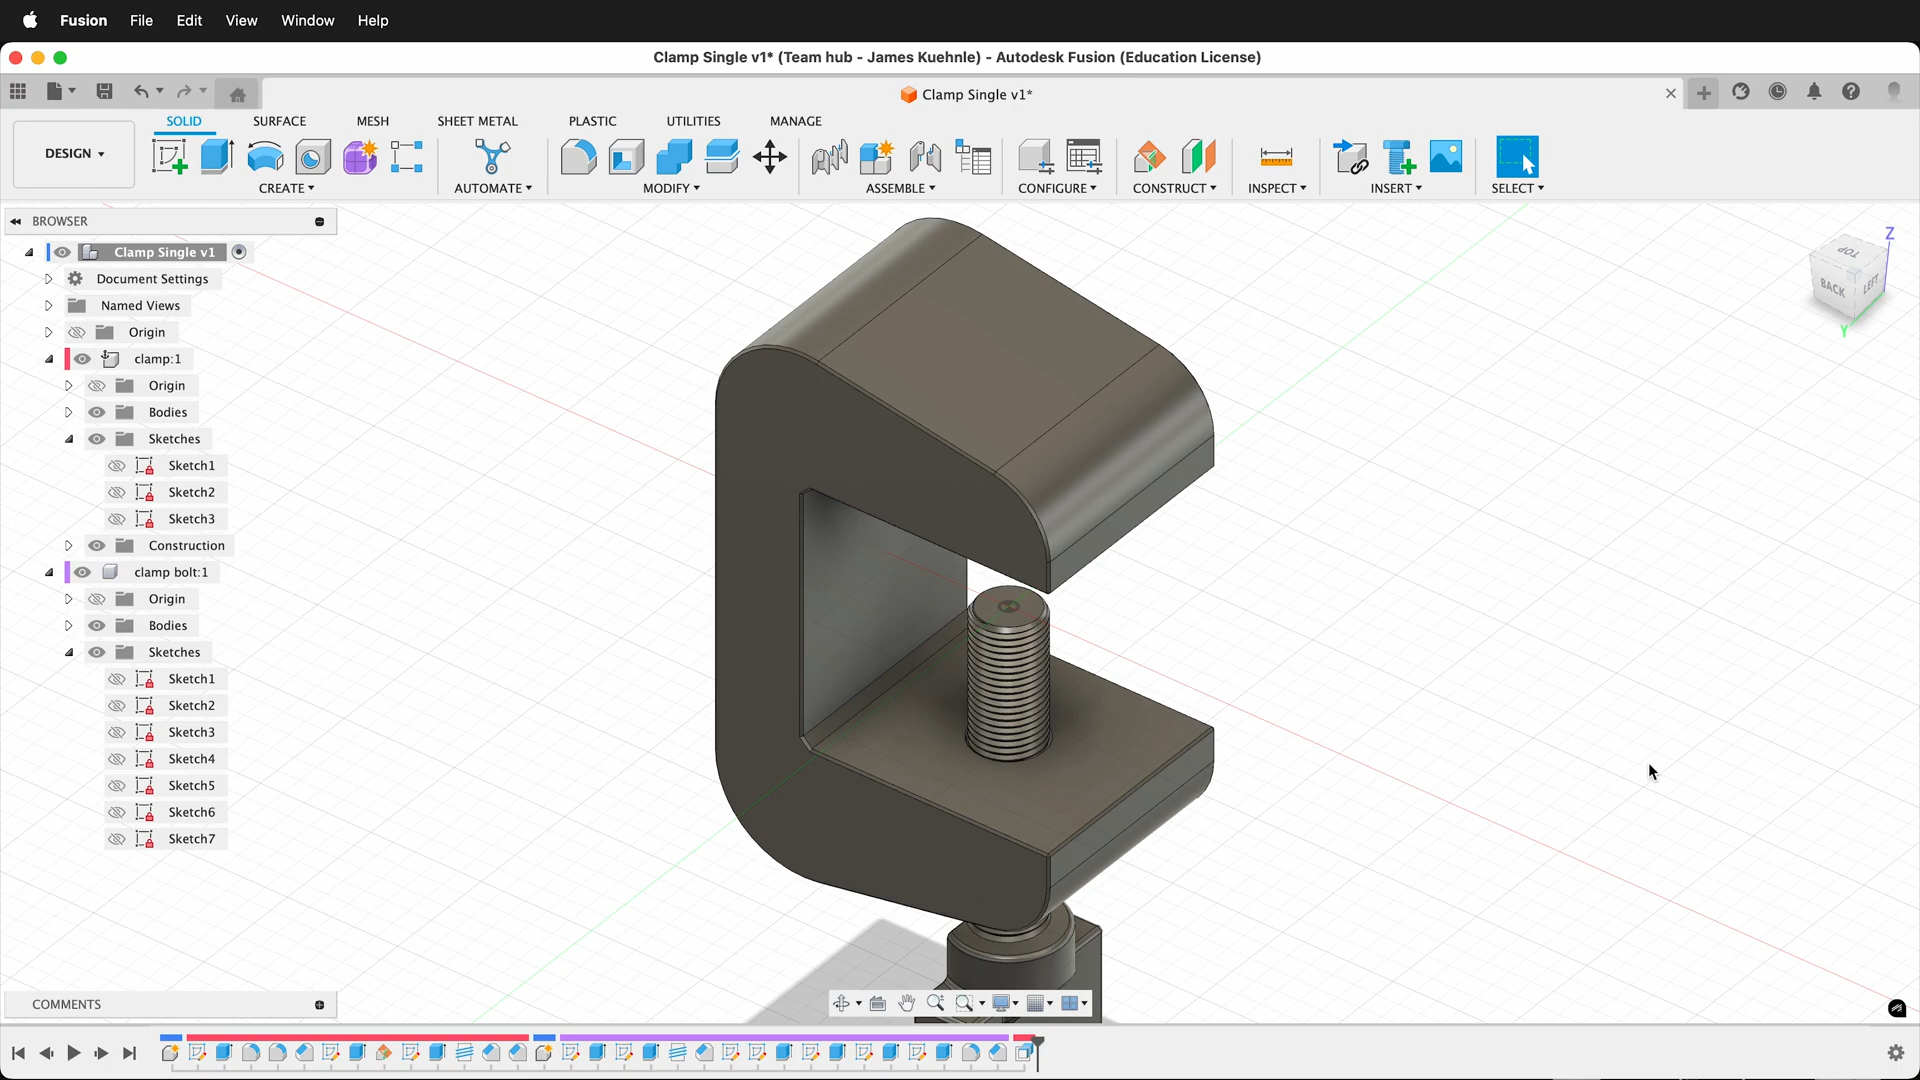 Fusion File Edit View Window Help
Clamp Single v1* (Team hub - James Kuehnle) - Autodesk Fusion (Education License)
Clamp Single v1*
DESIGN
SOLID SURFACE MESH SHEET METAL PLASTIC UTILITIES MANAGE
CREATE AUTOMATE MODIFY ASSEMBLE CONFIGURE CONSTRUCT INSPECT INSERT SELECT
BROWSER
Clamp Single v1
Document Settings
Named Views
Origin
clamp:1
Origin
Bodies
Sketches
Sketch1
Sketch2
Sketch3
Construction
clamp bolt:1
Origin
Bodies
Sketches
Sketch1
Sketch2
Sketch3
Sketch4
Sketch5
Sketch6
Sketch7
COMMENTS
Z
TOP
BACK
LEFT
Y